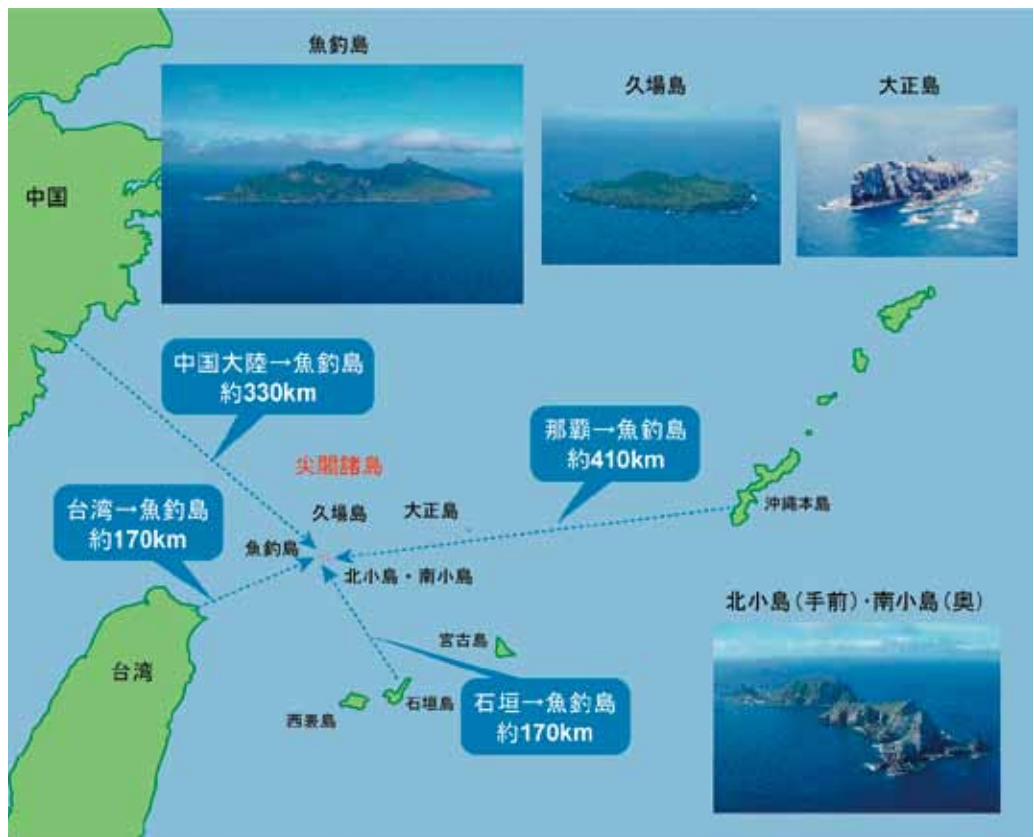 魚釣島
久場島
大正島
中国
中国大陸→魚釣島
約330km
那覇→魚釣島
約410km
尖閣諸島
台湾→魚釣島
約170km
久場島
大正島
沖縄本島
魚釣島
北小島・南小島
北小島(手前)・南小島(奥)
宮古島
台湾
石垣島
西表島
石垣→魚釣島
約170km